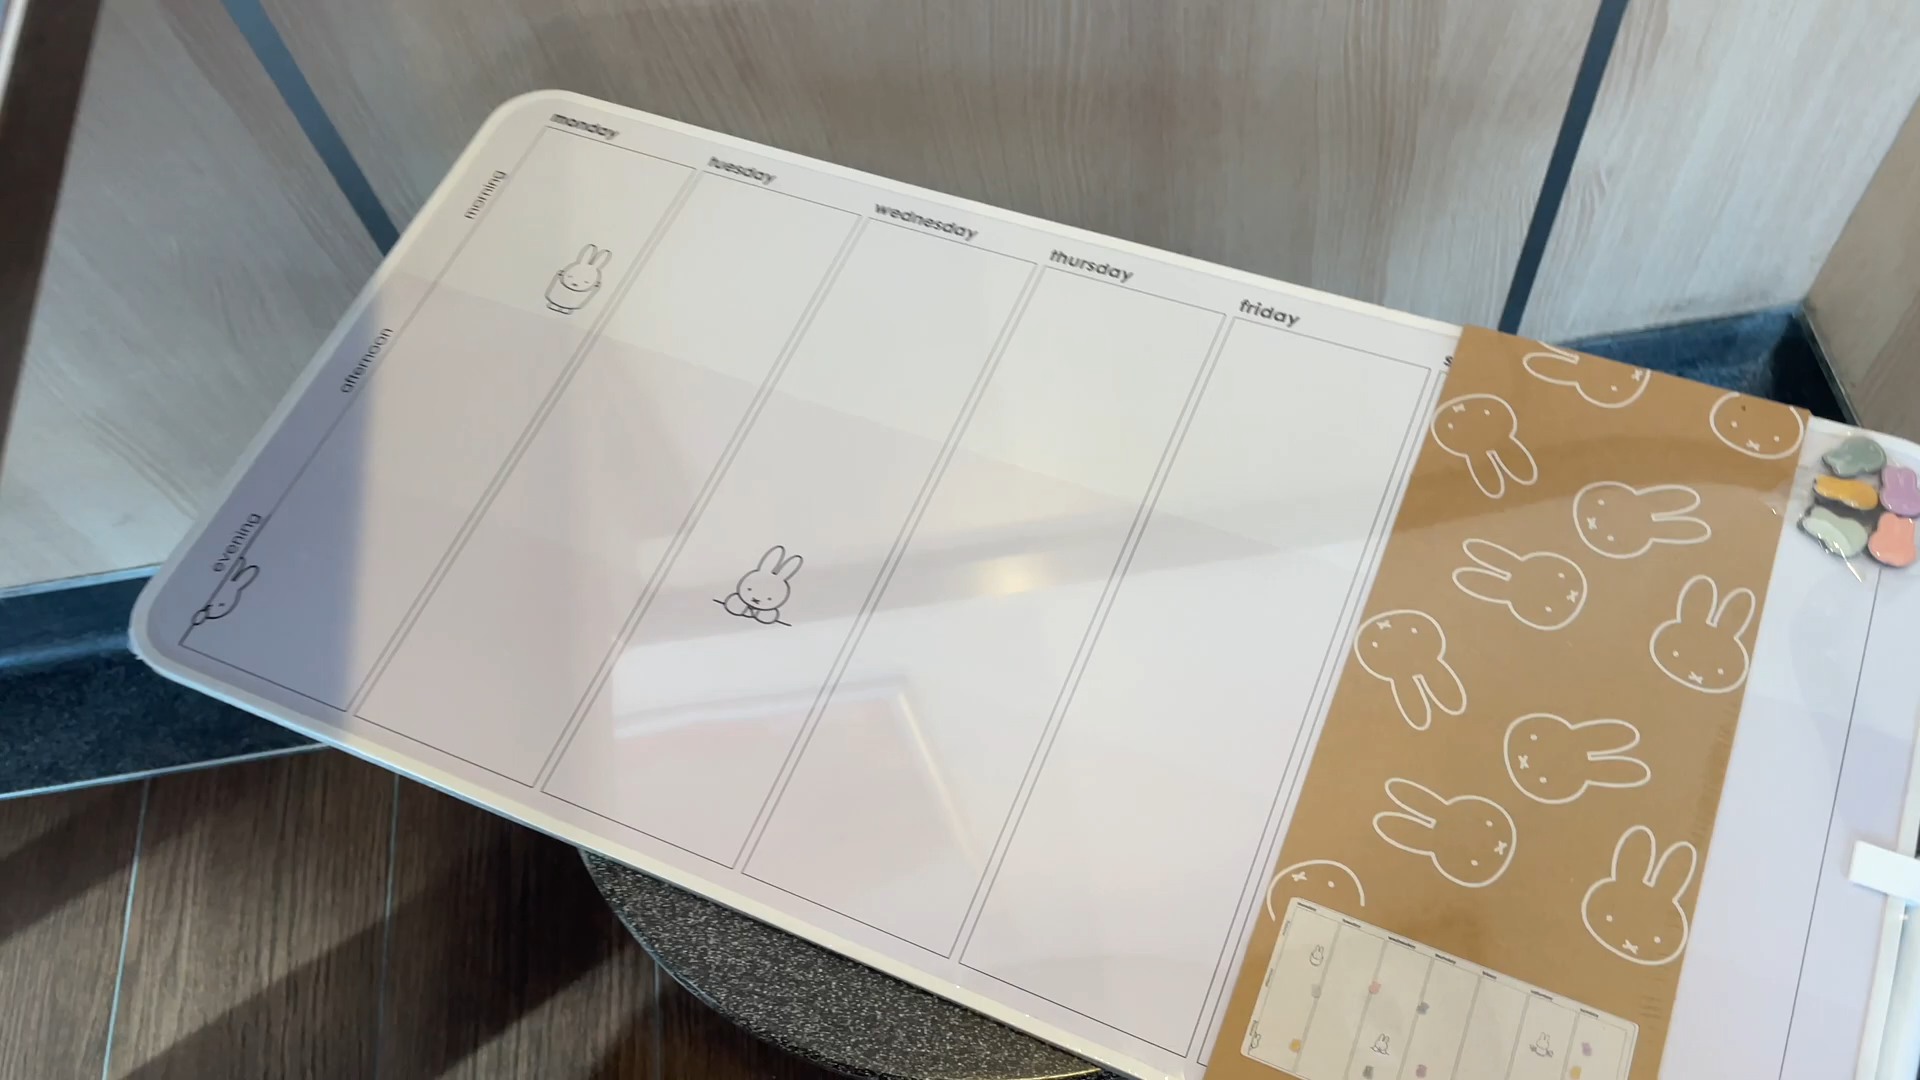 monday
tuesday
wednesday
thursday
friday
s
morning
afternoon
evening